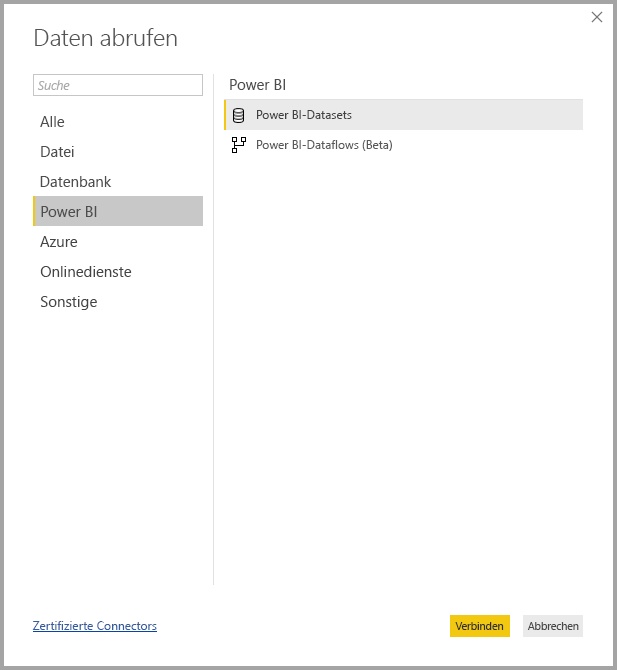 Daten abrufen
Suche
Alle
Datei
Datenbank
Power BI
Azure
Onlinedienste
Sonstige
Power BI
Power BI-Datasets
Power BI-Dataflows (Beta)
Zertifizierte Connectors
Verbinden
Abbrechen